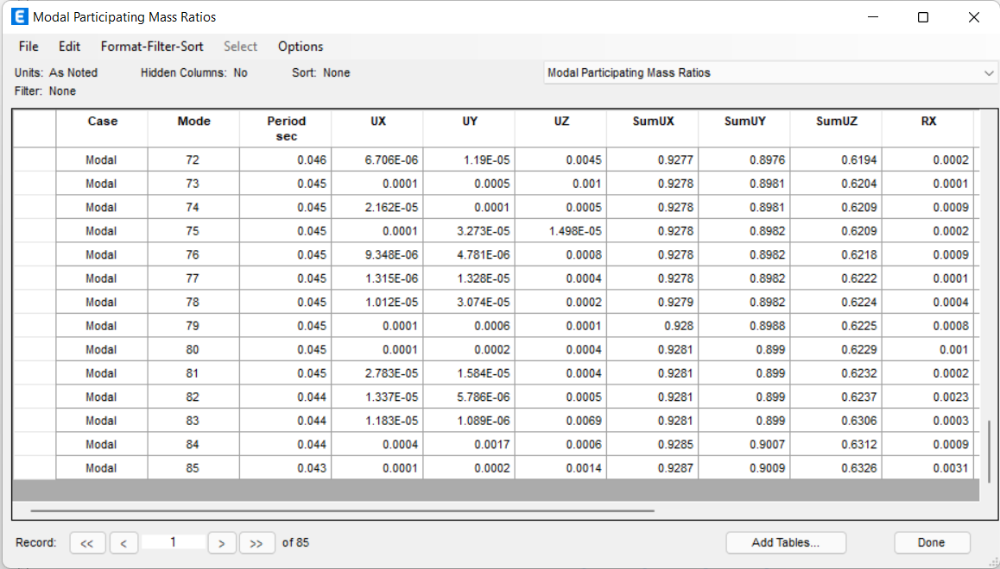 E Modal Participating Mass Ratios
File Edit Format-Filter-Sort Select Options
Units: As Noted Hidden Columns: No Sort: None Modal Participating Mass Ratios
Filter: None
Case Mode Period UX UY UZ SumUX SumUY SumUZ RX
sec
Modal 72 0.046 6.706E-06 1.19E-05 0.0045 0.9277 0.8976 0.6194 0.0002
Modal 73 0.045 0.0001 0.0005 0.001 0.9278 0.8981 0.6204 0.0001
Modal 74 0.045 2.162E-05 0.0001 0.0005 0.9278 0.8981 0.6209 0.0009
Modal 75 0.045 0.0001 3.273E-05 1.498E-05 0.9278 0.8982 0.6209 0.0002
Modal 76 0.045 9.348E-06 4.781E-06 0.0008 0.9278 0.8982 0.6218 0.0009
Modal 77 0.045 1.315E-06 1.328E-05 0.0004 0.9278 0.8982 0.6222 0.0001
Modal 78 0.045 1.012E-05 3.074E-05 0.0002 0.9279 0.8982 0.6224 0.0004
Modal 79 0.045 0.0001 0.0006 0.0001 0.928 0.8988 0.6225 0.0008
Modal 80 0.045 0.0001 0.0002 0.0004 0.9281 0.899 0.6229 0.001
Modal 81 0.045 2.783E-05 1.584E-05 0.0004 0.9281 0.899 0.6232 0.0002
Modal 82 0.044 1.337E-05 5.786E-06 0.0005 0.9281 0.899 0.6237 0.0023
Modal 83 0.044 1.183E-05 1.089E-06 0.0069 0.9281 0.899 0.6306 0.0003
Modal 84 0.044 0.0004 0.0017 0.0006 0.9285 0.9007 0.6312 0.0009
Modal 85 0.043 0.0001 0.0002 0.0014 0.9287 0.9009 0.6326 0.0031
Record: << < 1 > >> of 85 Add Tables... Done